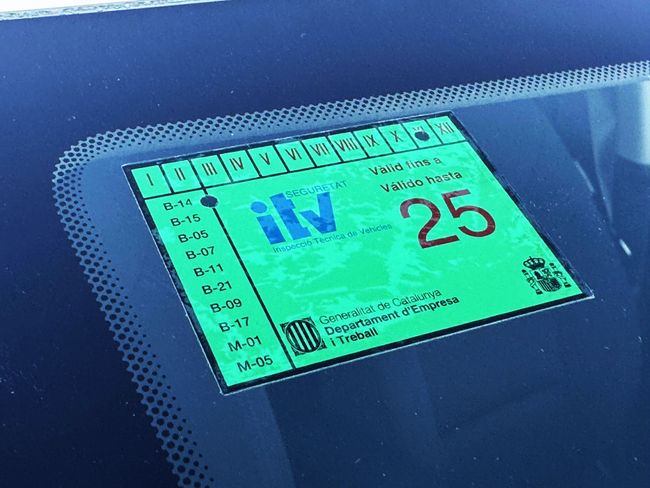 I II III IV V VI VII VIII IX X XII
B-14
B-15
B-05
B-07
B-11
B-21
B-09
B-17
M-01
M-05
SEGURETAT
itv
Inspecció Tècnica de Vehicles
Vàlid fins a
Válido hasta
25
Generalitat de Catalunya
Departament d'Empresa
i Treball